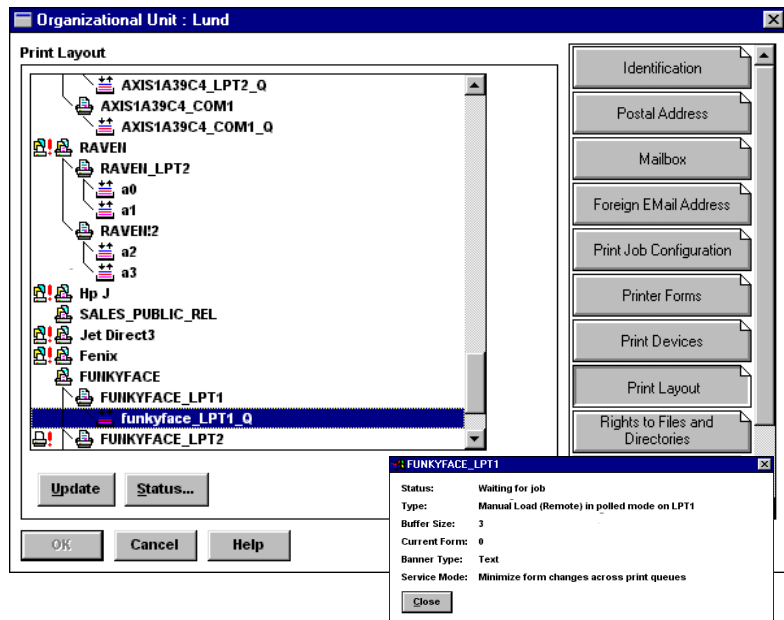 Organizational Unit : Lund
Print Layout
AXIS1A39C4_LPT2_Q
AXIS1A39C4_COM1
AXIS1A39C4_COM1_Q
RAVEN
RAVEN_LPT2
a0
a1
RAVEN!2
a2
a3
Hp J
SALES_PUBLIC_REL
Jet Direct3
Fenix
FUNKYFACE
FUNKYFACE_LPT1
funkyface_LPT1_Q
FUNKYFACE_LPT2
Update
Status...
OK
Cancel
Help
Identification
Postal Address
Mailbox
Foreign EMail Address
Print Job Configuration
Printer Forms
Print Devices
Print Layout
Rights to Files and
Directories
FUNKYFACE_LPT1
Status: Waiting for job
Type: Manual Load (Remote) in polled mode on LPT1
Buffer Size: 3
Current Form: 0
Banner Type: Text
Service Mode: Minimize form changes across print queues
Close